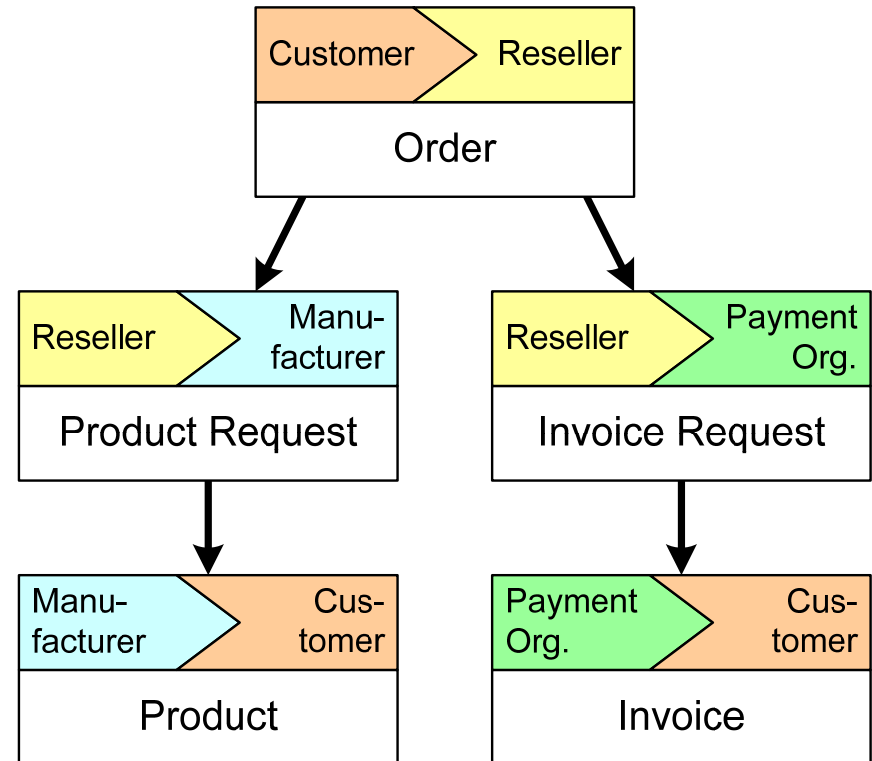 Customer Reseller
Order
Reseller
Manu-
facturer
Product Request
Reseller
Payment
Org.
Invoice Request
Manu-
facturer
Cus-
tomer
Product
Payment
Org.
Cus-
tomer
Invoice